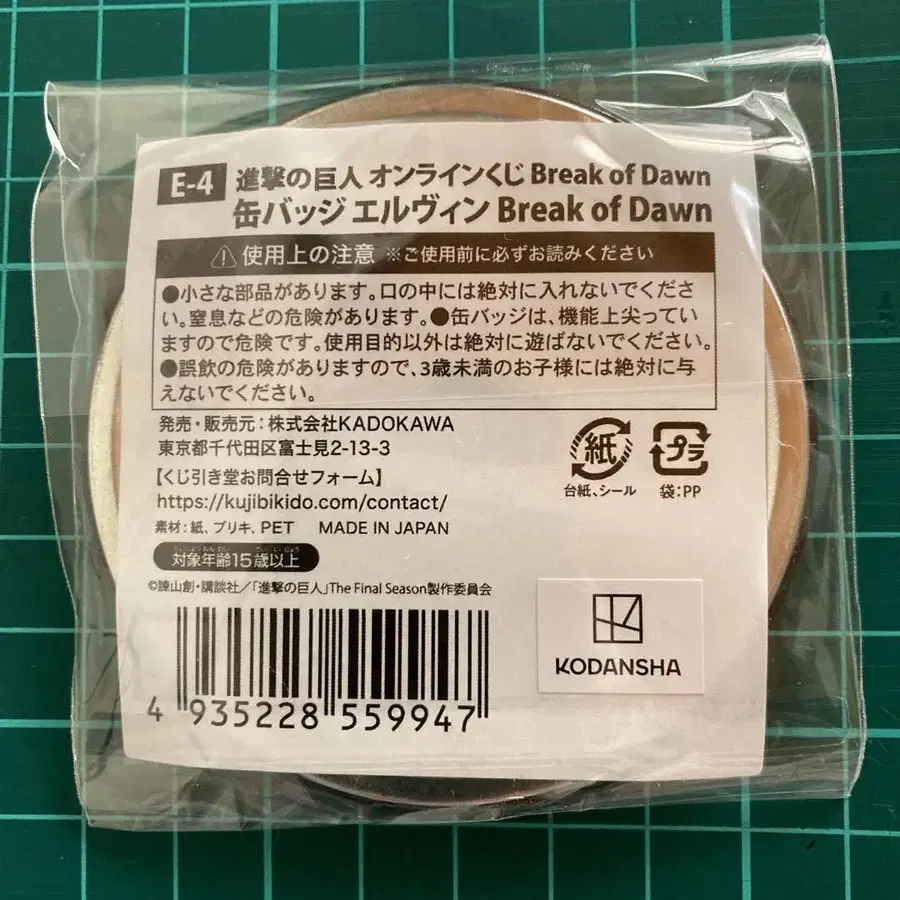 E-4 進撃の巨人 オンラインくじ Break of Dawn
缶バッジ エルヴィン Break of Dawn
使用上の注意 ※ご使用前に必ずお読みください
●小さな部品があります。口の中には絶対に入れないでくださ
い。窒息などの危険があります。●缶バッジは、機能上尖ってい
ますので危険です。使用目的以外は絶対に遊ばないでください。
●誤飲の危険がありますので、3歳未満のお子様には絶対に与
えないでください。
発売・販売元：株式会社KADOKAWA
東京都千代田区富士見2-13-3
【くじ引き堂お問合せフォーム】
https://kujibikido.com/contact/
素材：紙、ブリキ、PET MADE IN JAPAN
対象年齢15歳以上
©諫山創・講談社／「進撃の巨人」The Final Season製作委員会
4 935228 559947
紙
台紙、シール
プラ
袋：PP
KODANSHA